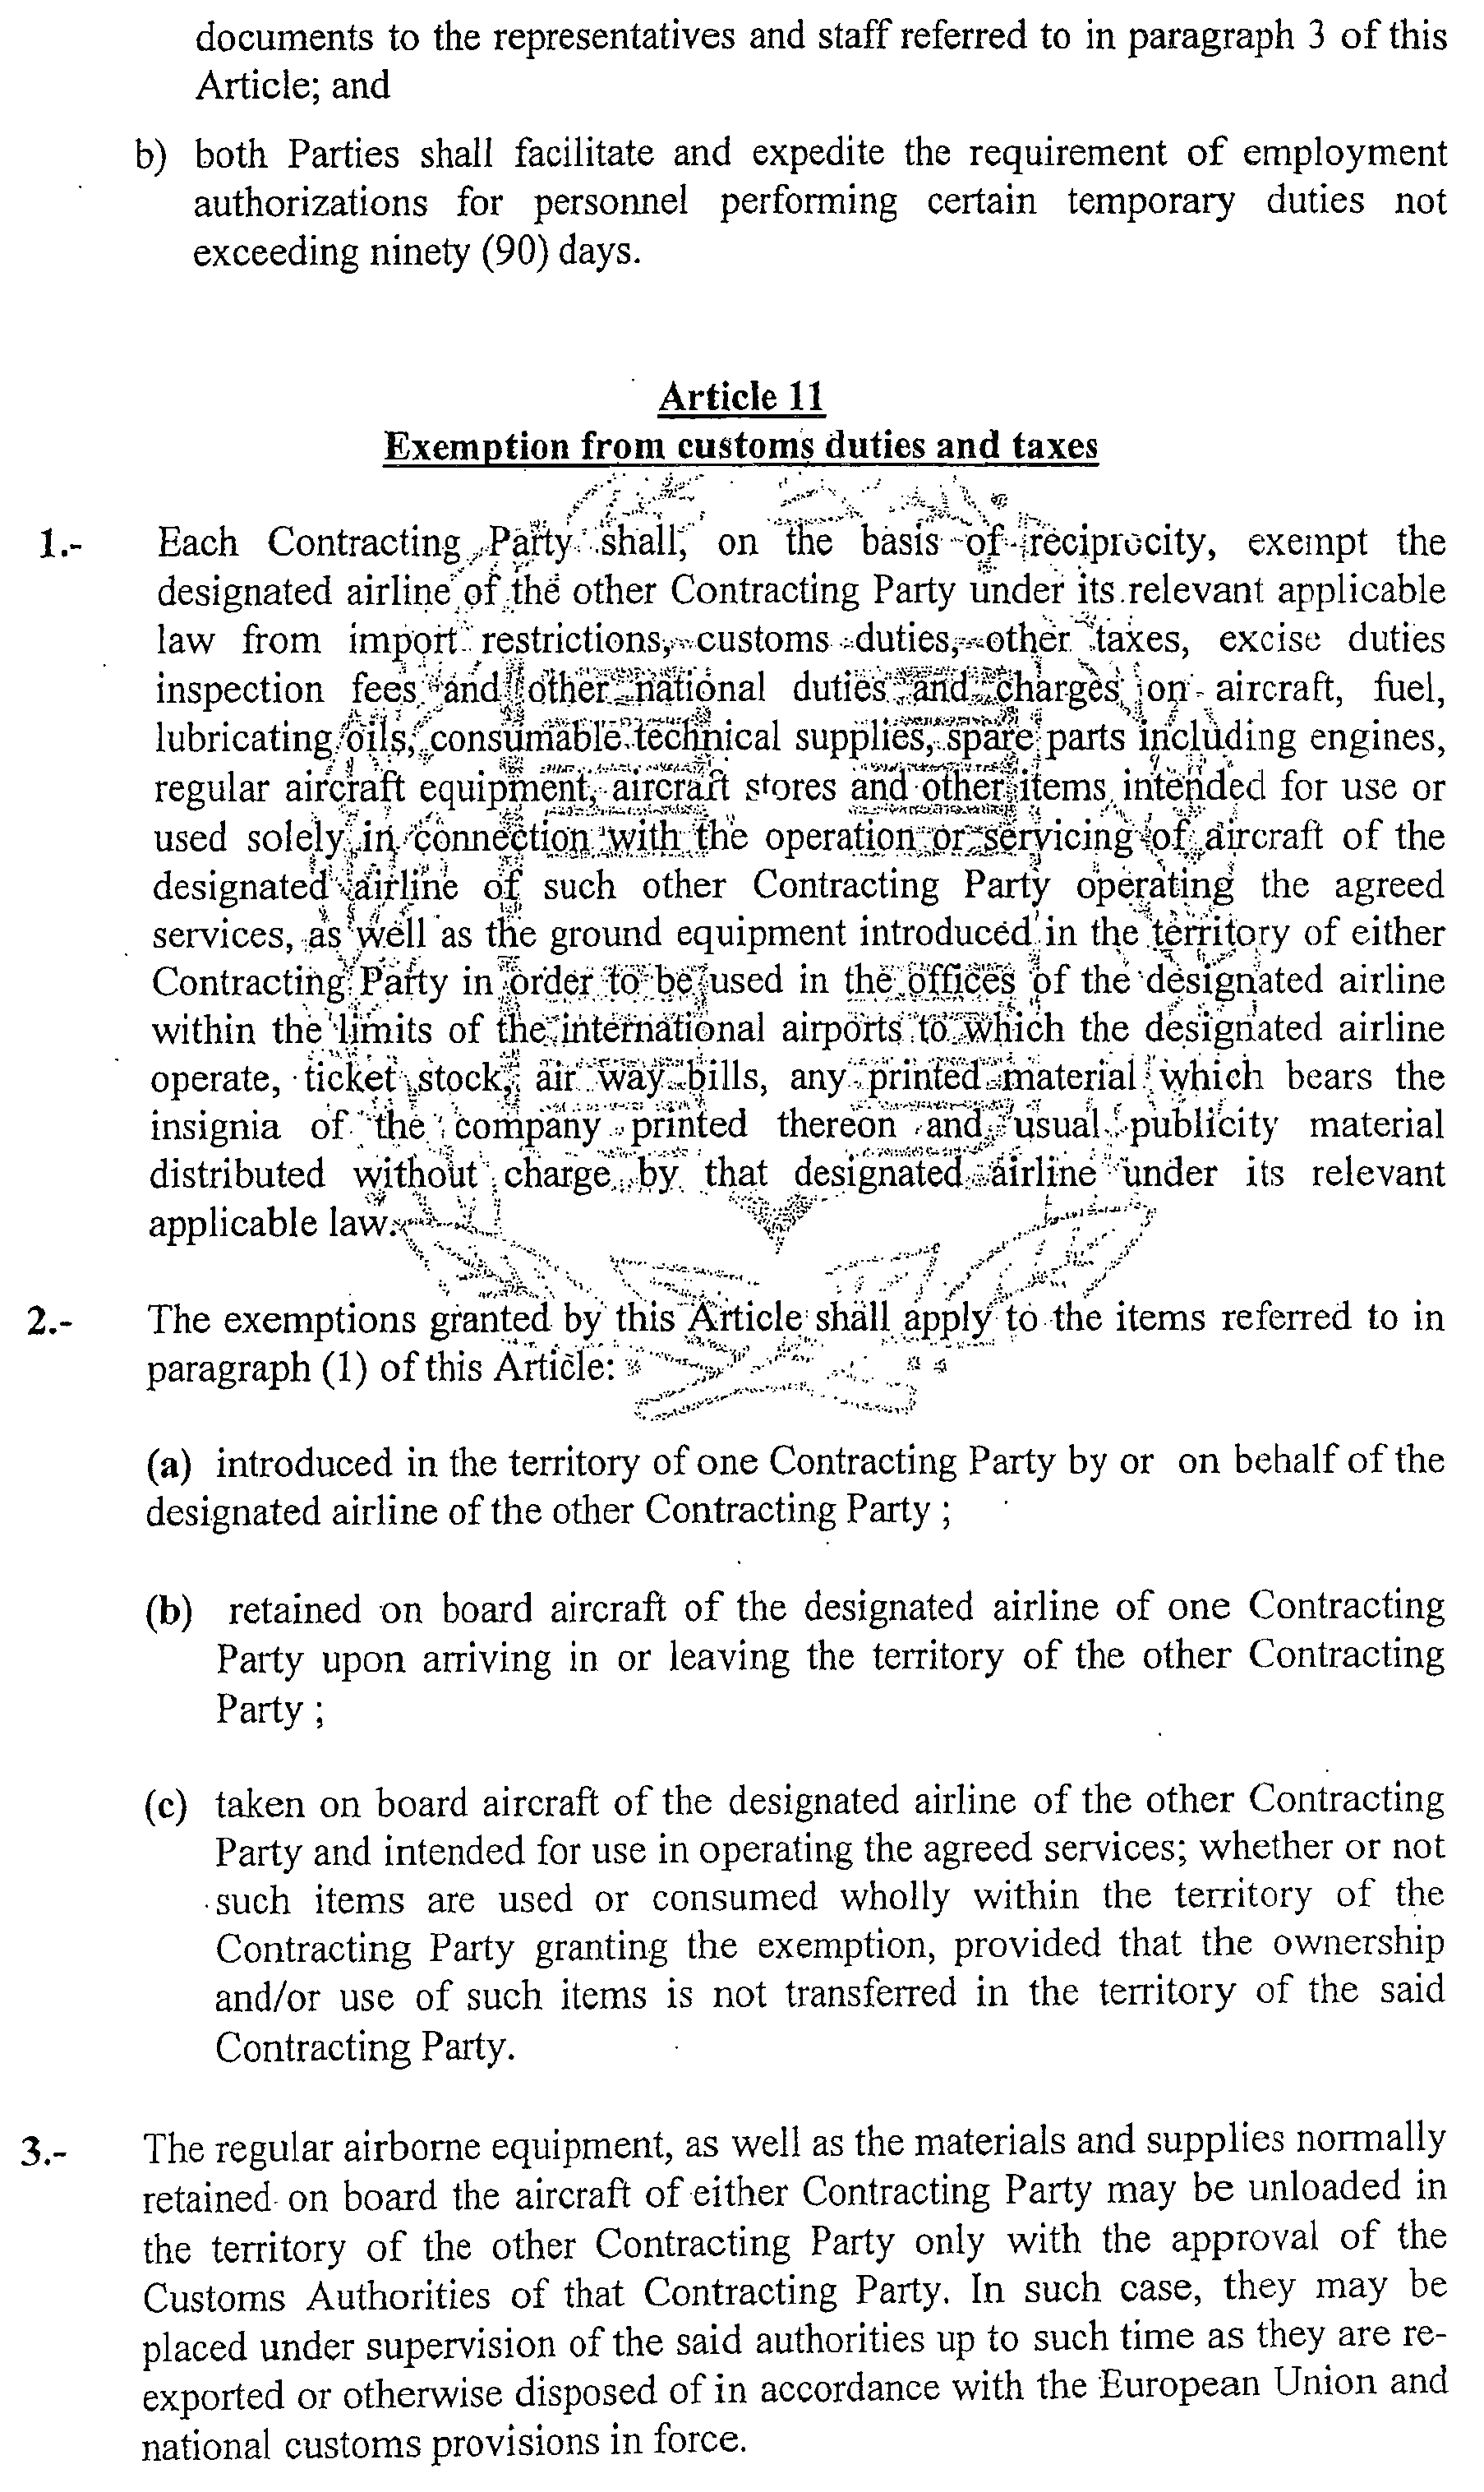 documents to the representatives and staff referred to in paragraph 3 of this
Article; and
b) both Parties shall facilitate and expedite the requirement of employment
authorizations for personnel performing certain temporary duties not
exceeding ninety (90) days.
Article 11
Exemption from customs duties and taxes
1.- Each Contracting Party shall, on the basis of reciprocity, exempt the
designated airline of the other Contracting Party under its relevant applicable
law from import restrictions, customs duties, other taxes, excise duties
inspection fees and other national duties and charges on aircraft, fuel,
lubricating oils, consumable technical supplies, spare parts including engines,
regular aircraft equipment, aircraft stores and other items intended for use or
used solely in connection with the operation or servicing of aircraft of the
designated airline of such other Contracting Party operating the agreed
services, as well as the ground equipment introduced in the territory of either
Contracting Party in order to be used in the offices of the designated airline
within the limits of the international airports to which the designated airline
operate, ticket stock, air way bills, any printed material which bears the
insignia of the company printed thereon and usual publicity material
distributed without charge by that designated airline under its relevant
applicable law.
2.- The exemptions granted by this Article shall apply to the items referred to in
paragraph (1) of this Article:
(a) introduced in the territory of one Contracting Party by or on behalf of the
designated airline of the other Contracting Party ;
(b) retained on board aircraft of the designated airline of one Contracting
Party upon arriving in or leaving the territory of the other Contracting
Party ;
(c) taken on board aircraft of the designated airline of the other Contracting
Party and intended for use in operating the agreed services; whether or not
such items are used or consumed wholly within the territory of the
Contracting Party granting the exemption, provided that the ownership
and/or use of such items is not transferred in the territory of the said
Contracting Party.
3.- The regular airborne equipment, as well as the materials and supplies normally
retained on board the aircraft of either Contracting Party may be unloaded in
the territory of the other Contracting Party only with the approval of the
Customs Authorities of that Contracting Party. In such case, they may be
placed under supervision of the said authorities up to such time as they are re-
exported or otherwise disposed of in accordance with the European Union and
national customs provisions in force.